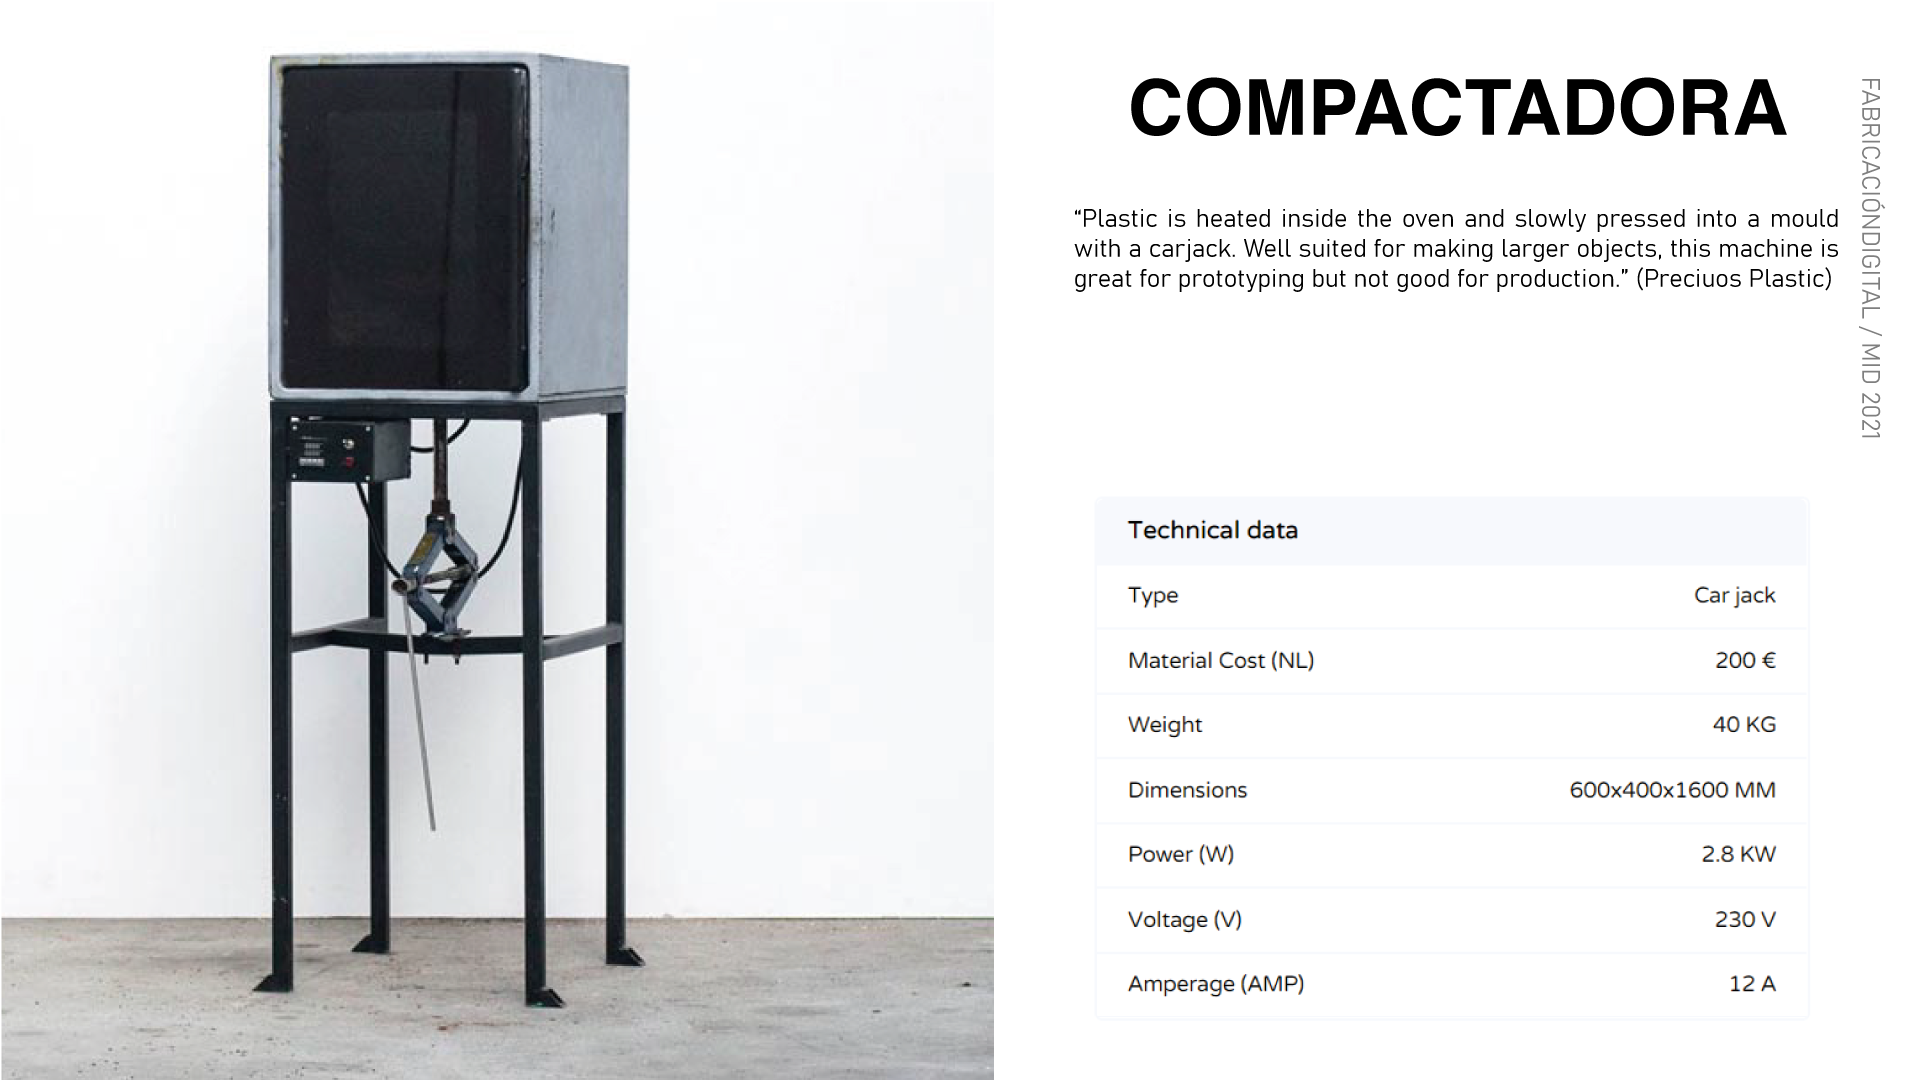 COMPACTADORA
“Plastic is heated inside the oven and slowly pressed into a mould
with a carjack. Well suited for making larger objects, this machine is
great for prototyping but not good for production.” (Preciuos Plastic)
FABRICACIÓNDIGITAL / MID 2021
Technical data
Type Car jack
Material Cost (NL) 200 €
Weight 40 KG
Dimensions 600x400x1600 MM
Power (W) 2.8 KW
Voltage (V) 230 V
Amperage (AMP) 12 A